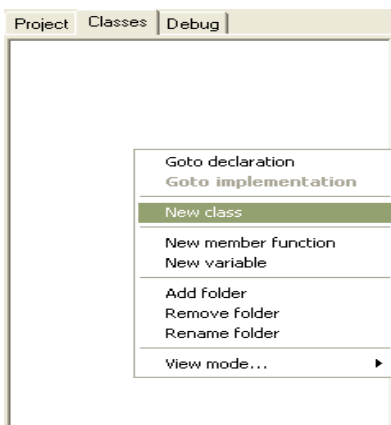 Project Classes Debug
Goto declaration
Goto implementation
New class
New member function
New variable
Add folder
Remove folder
Rename folder
View mode...